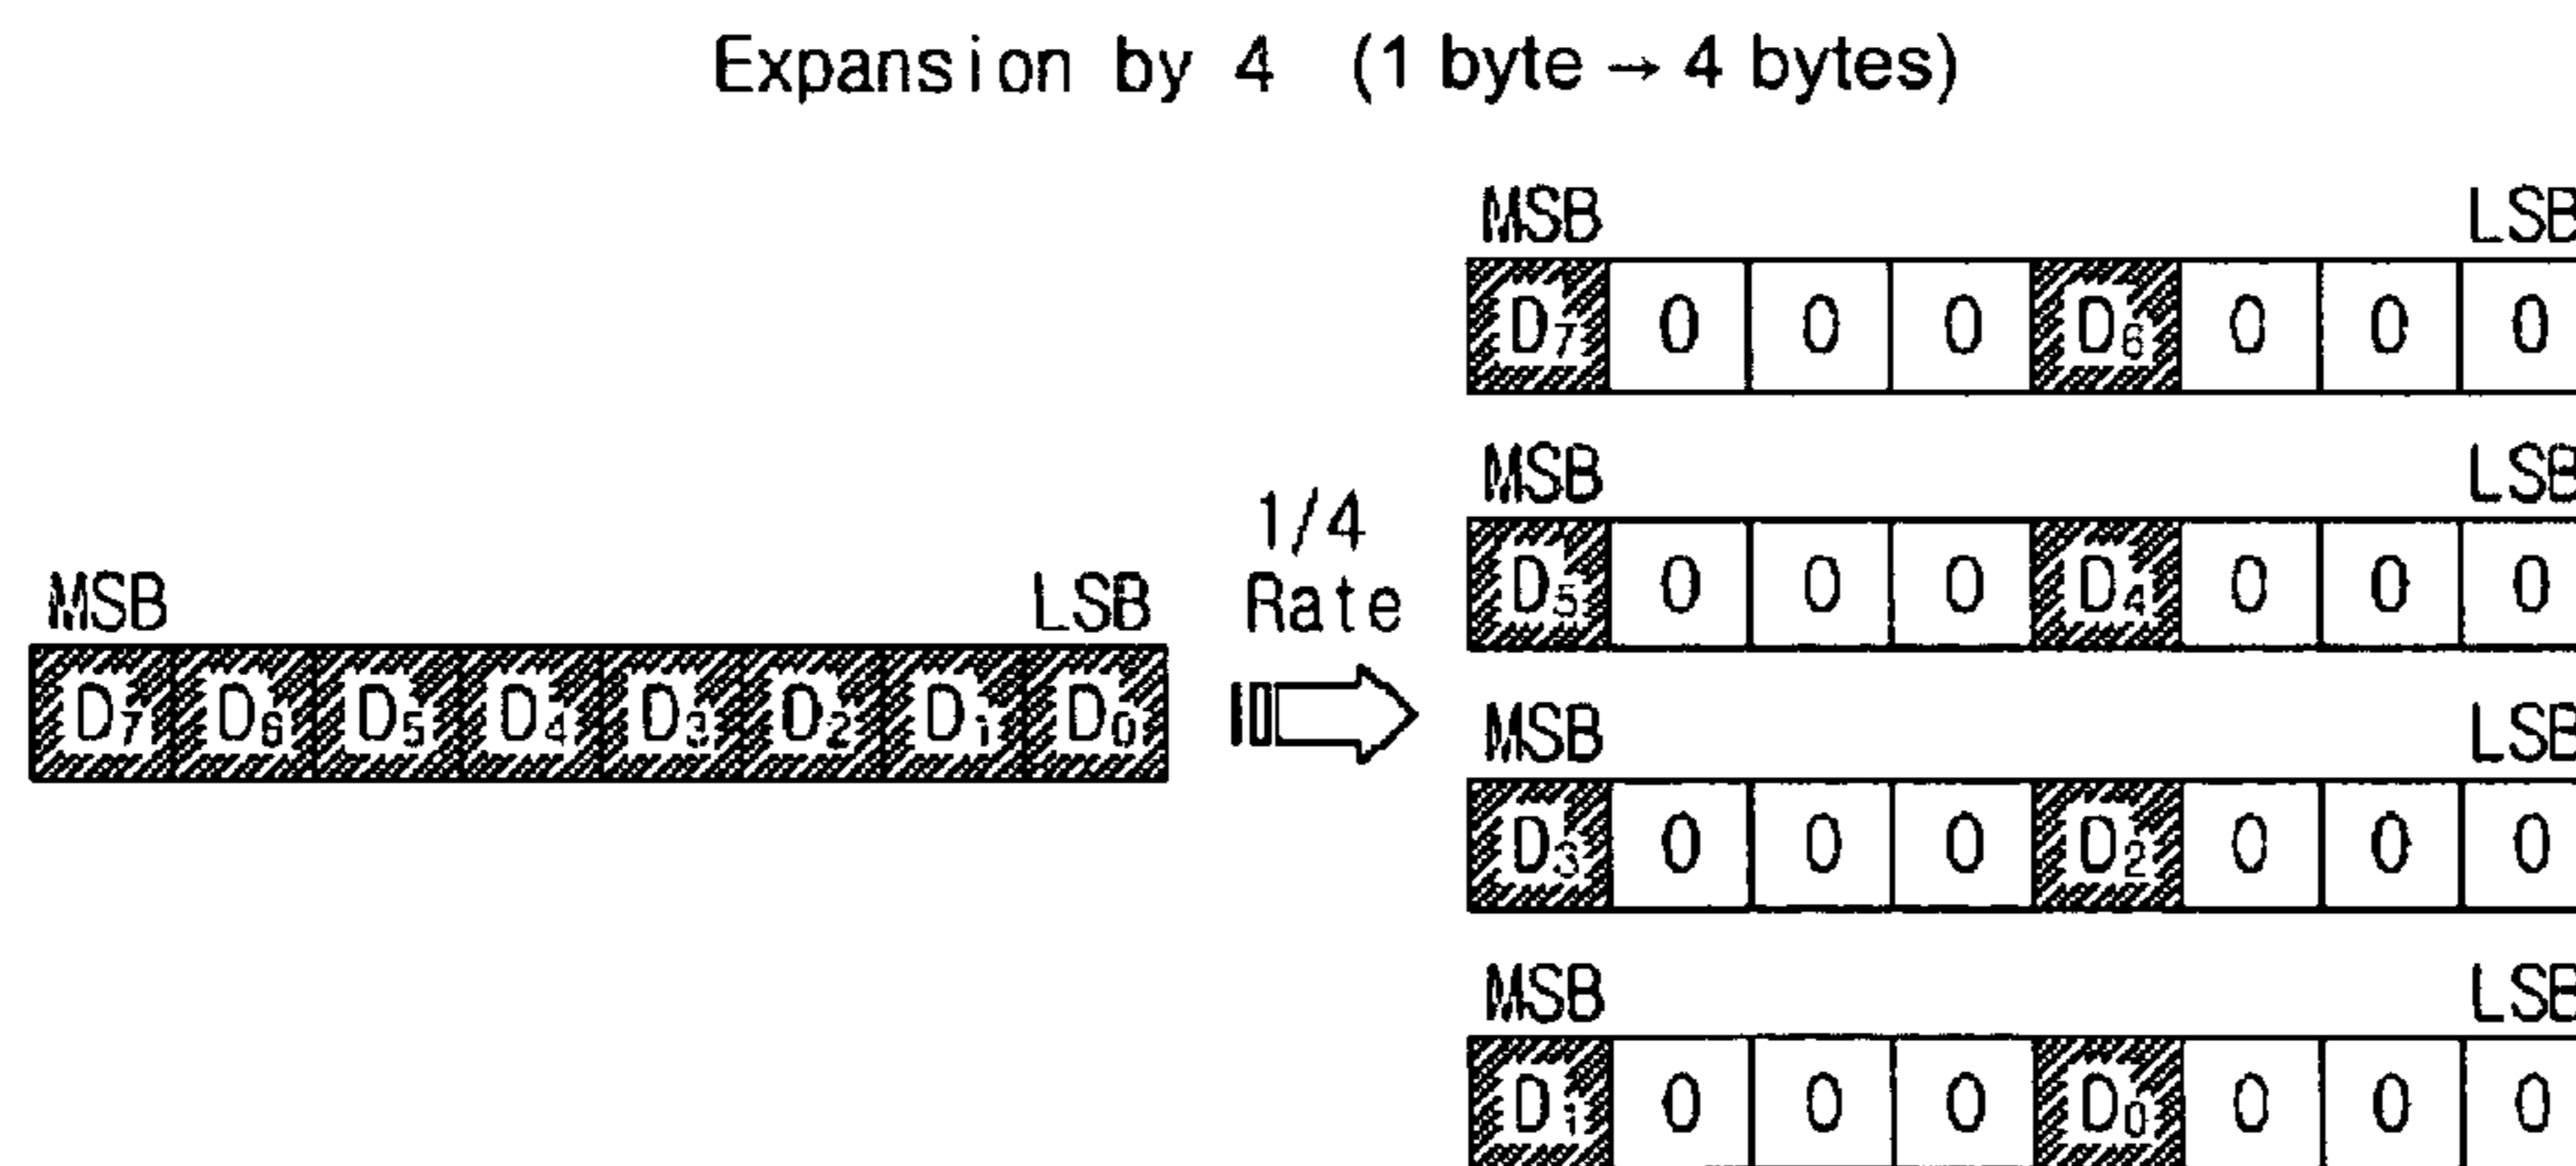 Expansion by 4 (1 byte → 4 bytes)
MSB LSB
D7 0 0 0 D6 0 0 0
MSB LSB
D5 0 0 0 D4 0 0 0
1/4
Rate
MSB LSB
D7 D6 D5 D4 D3 D2 D1 D0
MSB LSB
D3 0 0 0 D2 0 0 0
MSB LSB
D1 0 0 0 D0 0 0 0